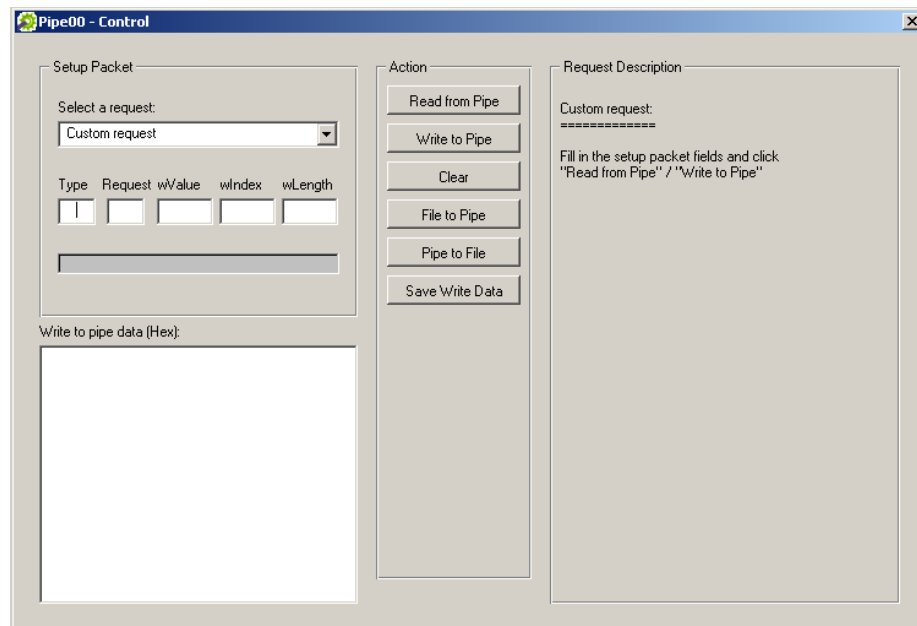 Pipe00 - Control
Setup Packet
Select a request:
Custom request
Type Request wValue wIndex wLength
Write to pipe data (Hex):
Action
Read from Pipe
Write to Pipe
Clear
File to Pipe
Pipe to File
Save Write Data
Request Description
Custom request:
=============
Fill in the setup packet fields and click
"Read from Pipe" / "Write to Pipe"